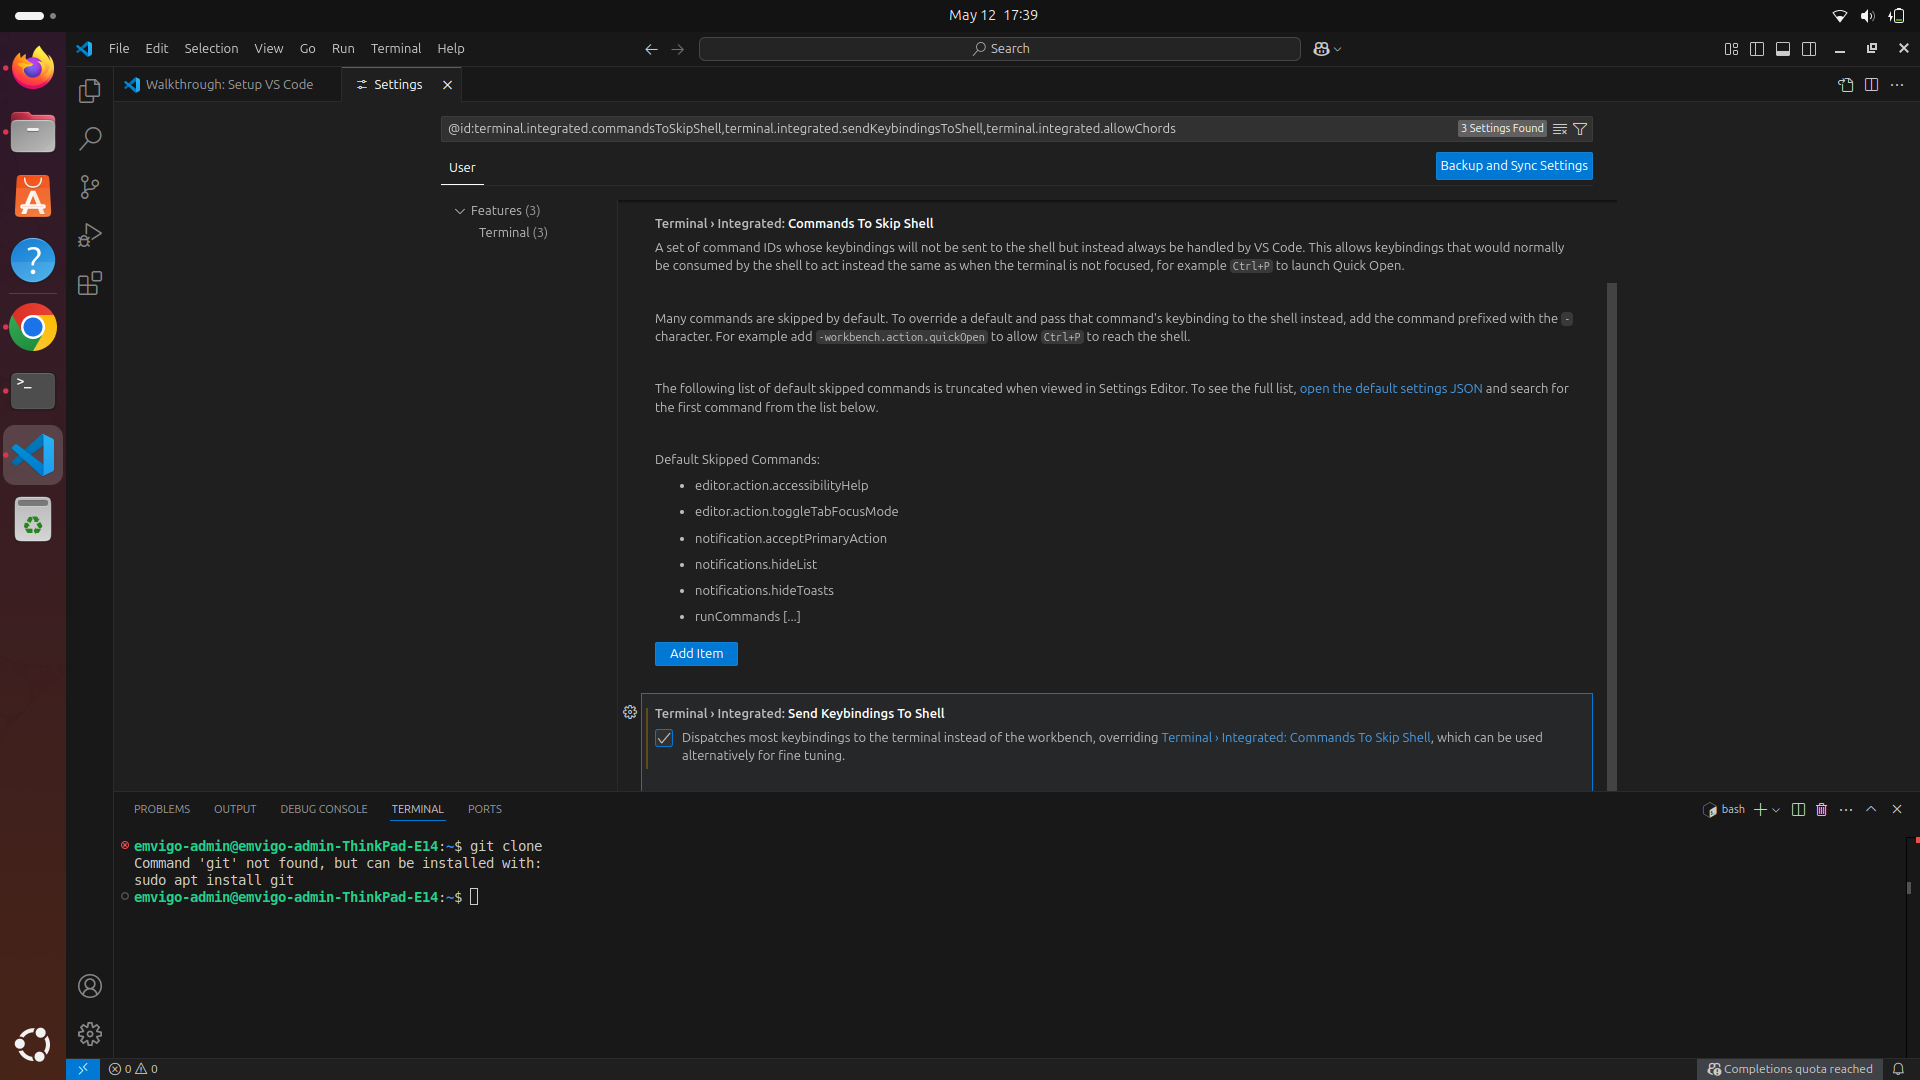 May 12 17:39
File Edit Selection View Go Run Terminal Help
Search
Walkthrough: Setup VS Code
Settings
@id:terminal.integrated.commandsToSkipShell,terminal.integrated.sendKeybindingsToShell,terminal.integrated.allowChords
3 Settings Found
User
Backup and Sync Settings
Features (3)
Terminal (3)
Terminal › Integrated: Commands To Skip Shell
A set of command IDs whose keybindings will not be sent to the shell but instead always be handled by VS Code. This allows keybindings that would normally
be consumed by the shell to act instead the same as when the terminal is not focused, for example Ctrl+P to launch Quick Open.
Many commands are skipped by default. To override a default and pass that command's keybinding to the shell instead, add the command prefixed with the -
character. For example add -workbench.action.quickOpen to allow Ctrl+P to reach the shell.
The following list of default skipped commands is truncated when viewed in Settings Editor. To see the full list, open the default settings JSON and search for
the first command from the list below.
Default Skipped Commands:
• editor.action.accessibilityHelp
• editor.action.toggleTabFocusMode
• notification.acceptPrimaryAction
• notifications.hideList
• notifications.hideToasts
• runCommands [...]
Add Item
Terminal › Integrated: Send Keybindings To Shell
Dispatches most keybindings to the terminal instead of the workbench, overriding Terminal › Integrated: Commands To Skip Shell, which can be used
alternatively for fine tuning.
PROBLEMS OUTPUT DEBUG CONSOLE TERMINAL PORTS
bash
emvigo-admin@emvigo-admin-ThinkPad-E14:~$ git clone
Command 'git' not found, but can be installed with:
sudo apt install git
emvigo-admin@emvigo-admin-ThinkPad-E14:~$
0 0
Completions quota reached